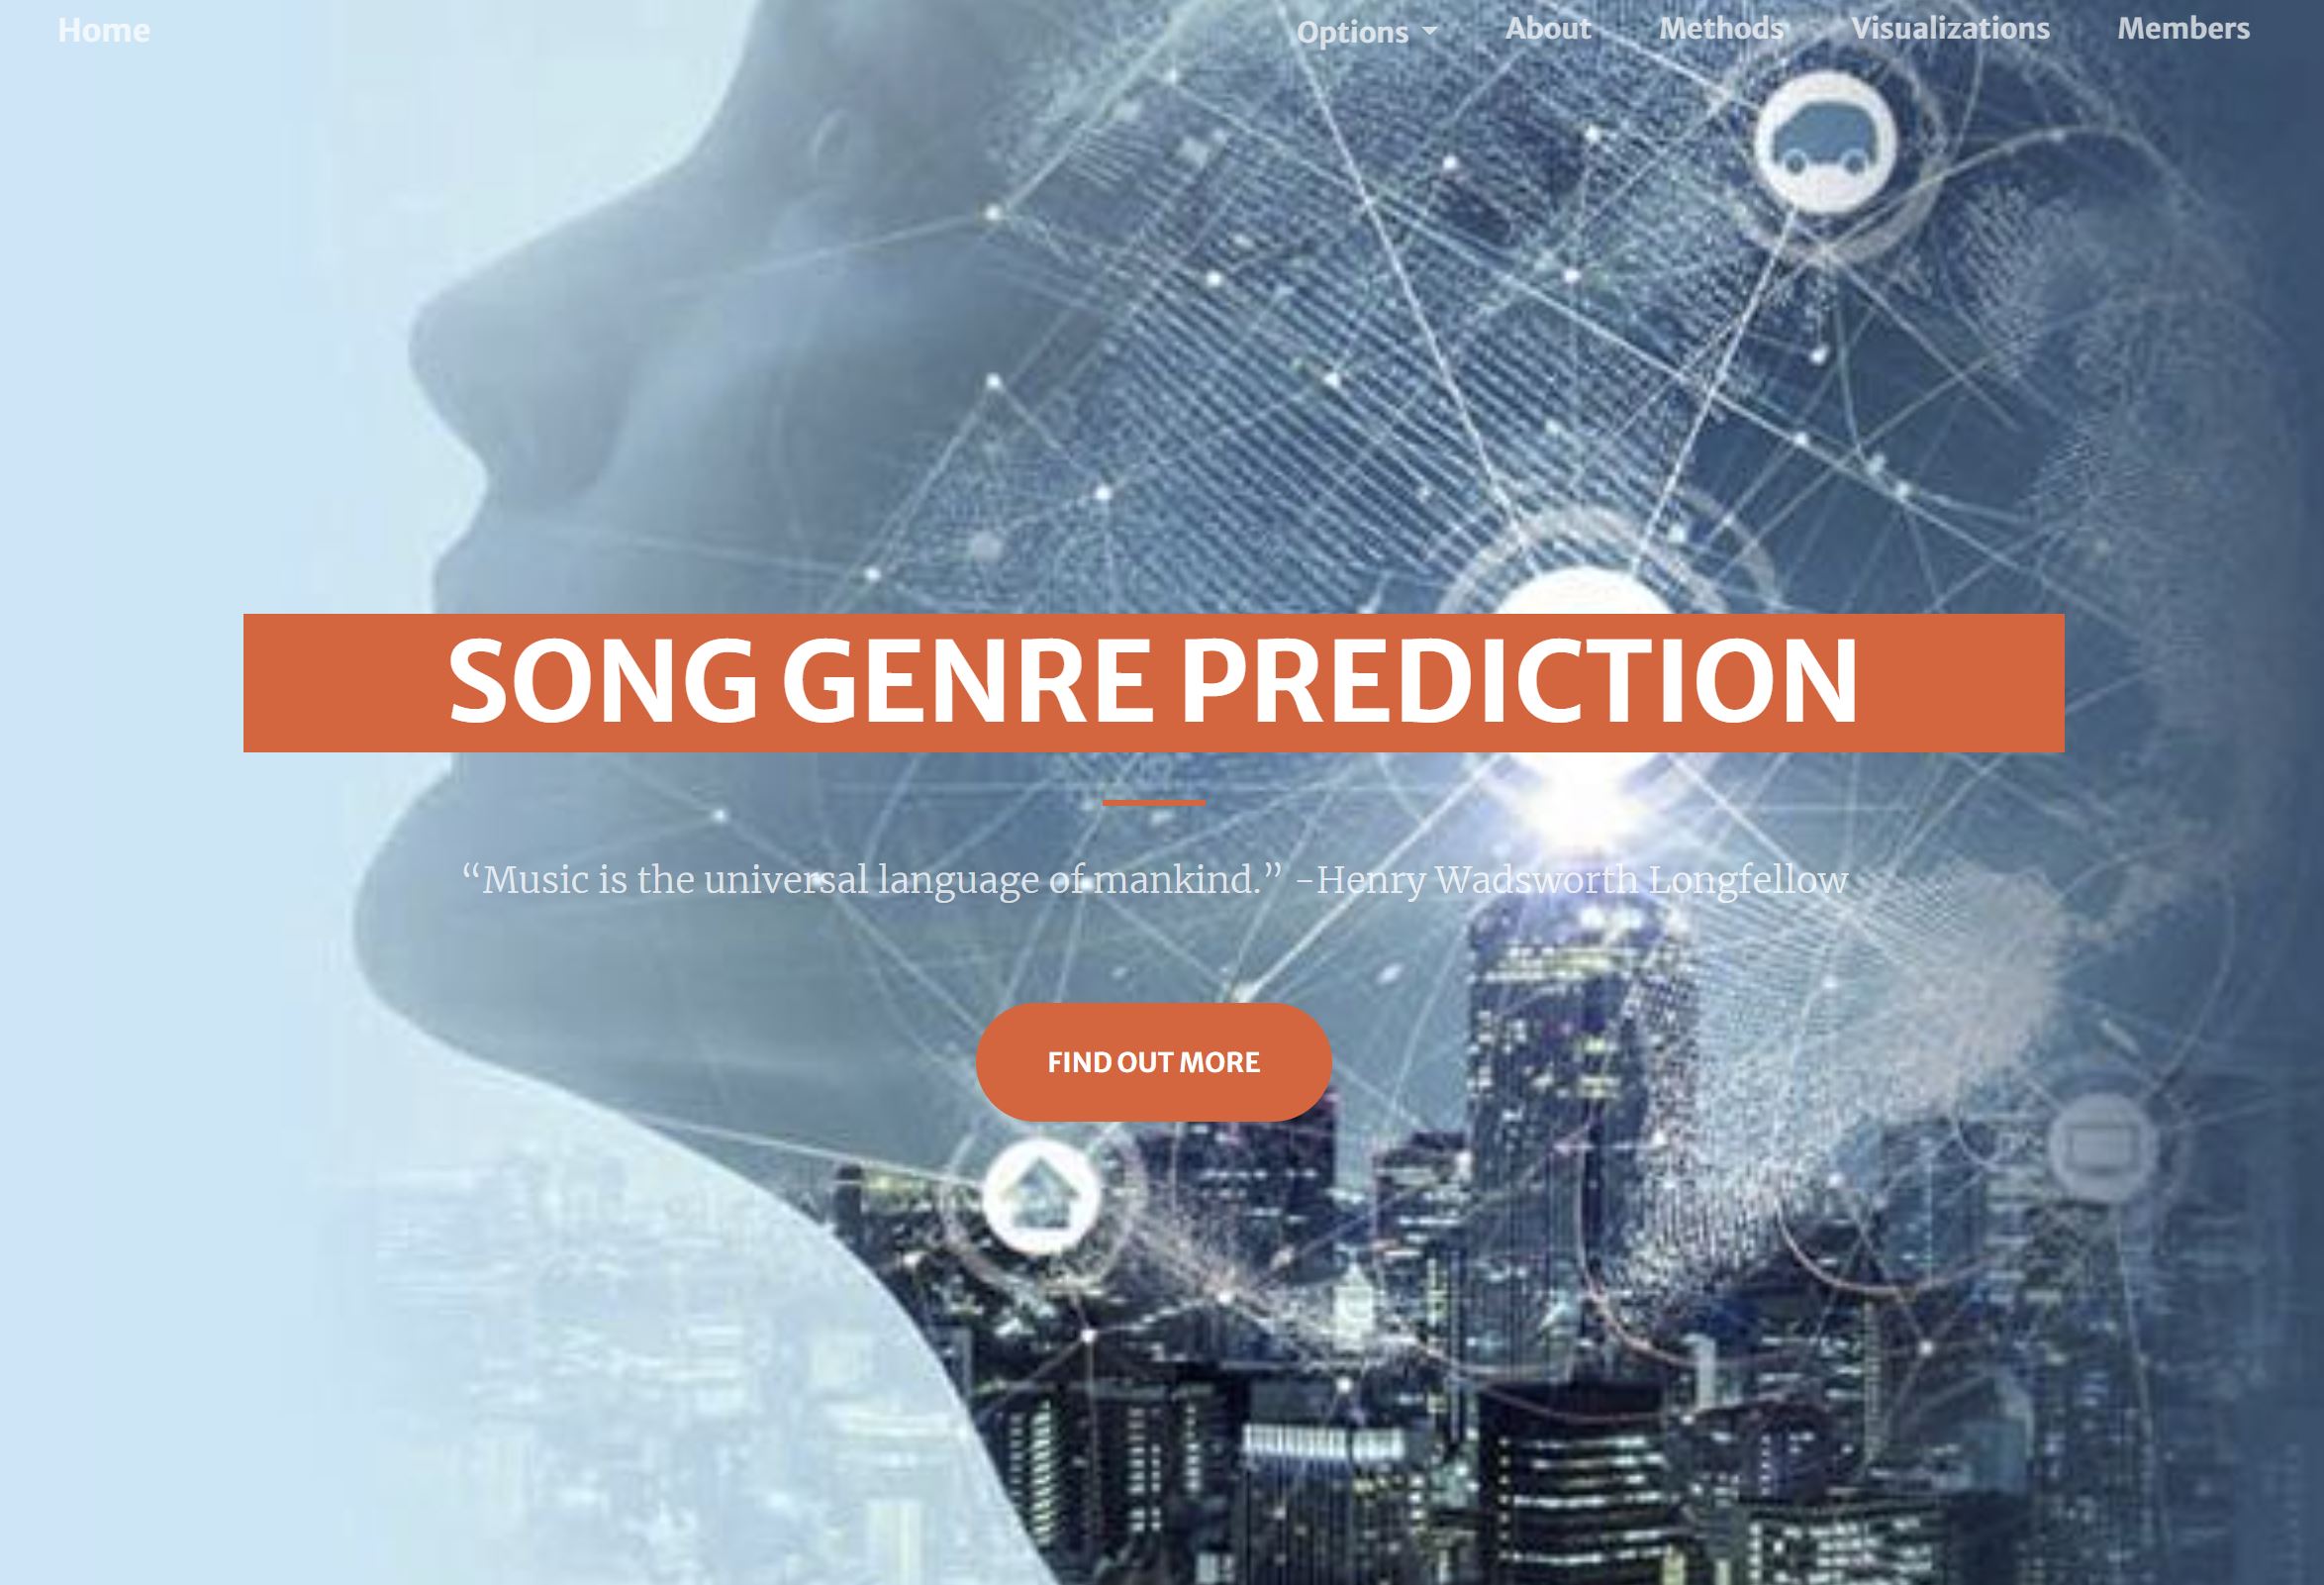 Home
Options
About
Methods
Visualizations
Members
SONG GENRE PREDICTION
“Music is the universal language of mankind.” -Henry Wadsworth Longfellow
FIND OUT MORE